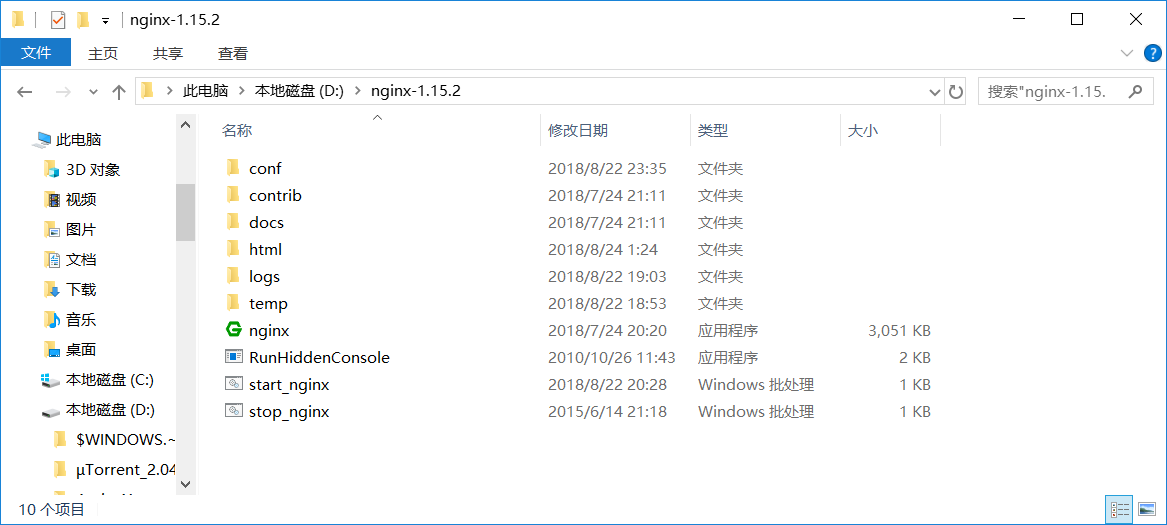 nginx-1.15.2
文件 主页 共享 查看
此电脑 本地磁盘 (D:) nginx-1.15.2
搜索"nginx-1.15.
此电脑
3D 对象
视频
图片
文档
下载
音乐
桌面
本地磁盘 (C:)
本地磁盘 (D:)
$WINDOWS.~
µTorrent_2.04
名称 修改日期 类型 大小
conf 2018/8/22 23:35 文件夹
contrib 2018/7/24 21:11 文件夹
docs 2018/7/24 21:11 文件夹
html 2018/8/24 1:24 文件夹
logs 2018/8/22 19:03 文件夹
temp 2018/8/22 18:53 文件夹
nginx 2018/7/24 20:20 应用程序 3,051 KB
RunHiddenConsole 2010/10/26 11:43 应用程序 2 KB
start_nginx 2018/8/22 20:28 Windows 批处理 1 KB
stop_nginx 2015/6/14 21:18 Windows 批处理 1 KB
10 个项目